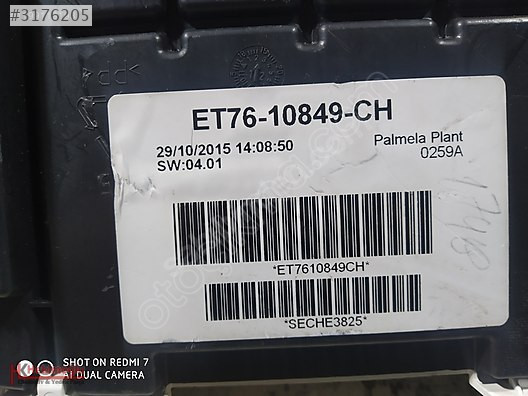 #3176205
ET76-10849-CH
29/10/2015 14:08:50
SW:04.01
Palmela Plant
0259A
*ET7610849CH*
*SECHE3825*
SHOT ON REDMI 7
AI DUAL CAMERA